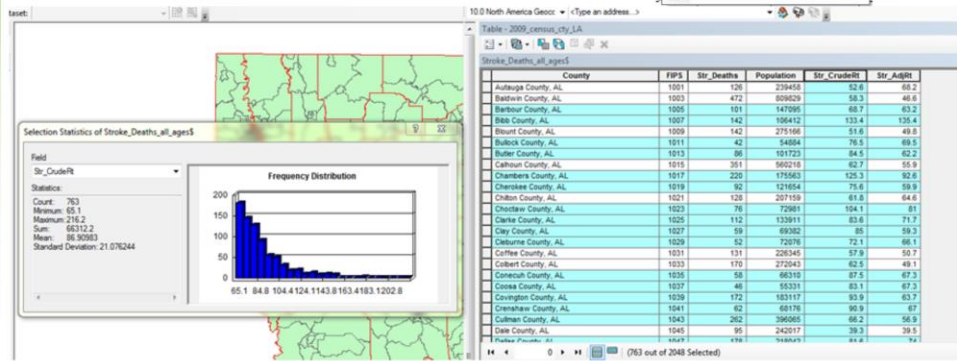 taset:
10.0 North America Geocc <Type an address...>
Table - 2009_census_cty_LA
Stroke_Deaths_all_ages$
County FIPS Str_Deaths Population Str_CrudeRt Str_AdjRt
Autauga County, AL 1001 126 239458 52.6 68.2
Baldwin County, AL 1003 472 809829 58.3 46.6
Barbour County, AL 1005 101 147095 68.7 63.2
Bibb County, AL 1007 142 106412 133.4 135.4
Blount County, AL 1009 142 275166 51.6 49.8
Bullock County, AL 1011 42 54884 76.5 69.5
Butler County, AL 1013 86 101723 84.5 62.2
Calhoun County, AL 1015 351 560218 62.7 55.9
Chambers County, AL 1017 220 175563 125.3 92.6
Cherokee County, AL 1019 92 121654 75.6 59.9
Chilton County, AL 1021 128 207159 61.8 64.6
Choctaw County, AL 1023 76 72981 104.1 81
Clarke County, AL 1025 112 133911 83.6 71.7
Clay County, AL 1027 59 69382 85 59.3
Cleburne County, AL 1029 52 72076 72.1 66.1
Coffee County, AL 1031 131 226345 57.9 50.7
Colbert County, AL 1033 170 272043 62.5 49.1
Conecuh County, AL 1035 58 66310 87.5 67.3
Coosa County, AL 1037 46 55331 83.1 67.3
Covington County, AL 1039 172 183117 93.9 63.7
Crenshaw County, AL 1041 62 68176 90.9 67
Cullman County, AL 1043 262 396065 66.2 56.9
Dale County, AL 1045 95 242017 39.3 39.5
Dallas County, AL 1047 178 218042 81.6 74
0 (763 out of 2048 Selected)
Selection Statistics of Stroke_Deaths_all_ages$
Field
Str_CrudeRt
Statistics:
Count: 763
Minimum: 65.1
Maximum: 216.2
Sum: 66312.2
Mean: 86.90983
Standard Deviation: 21.076244
Frequency Distribution
200
150
100
50
0
65.1 84.8 104.4 124.1143.8163.4183.1202.8